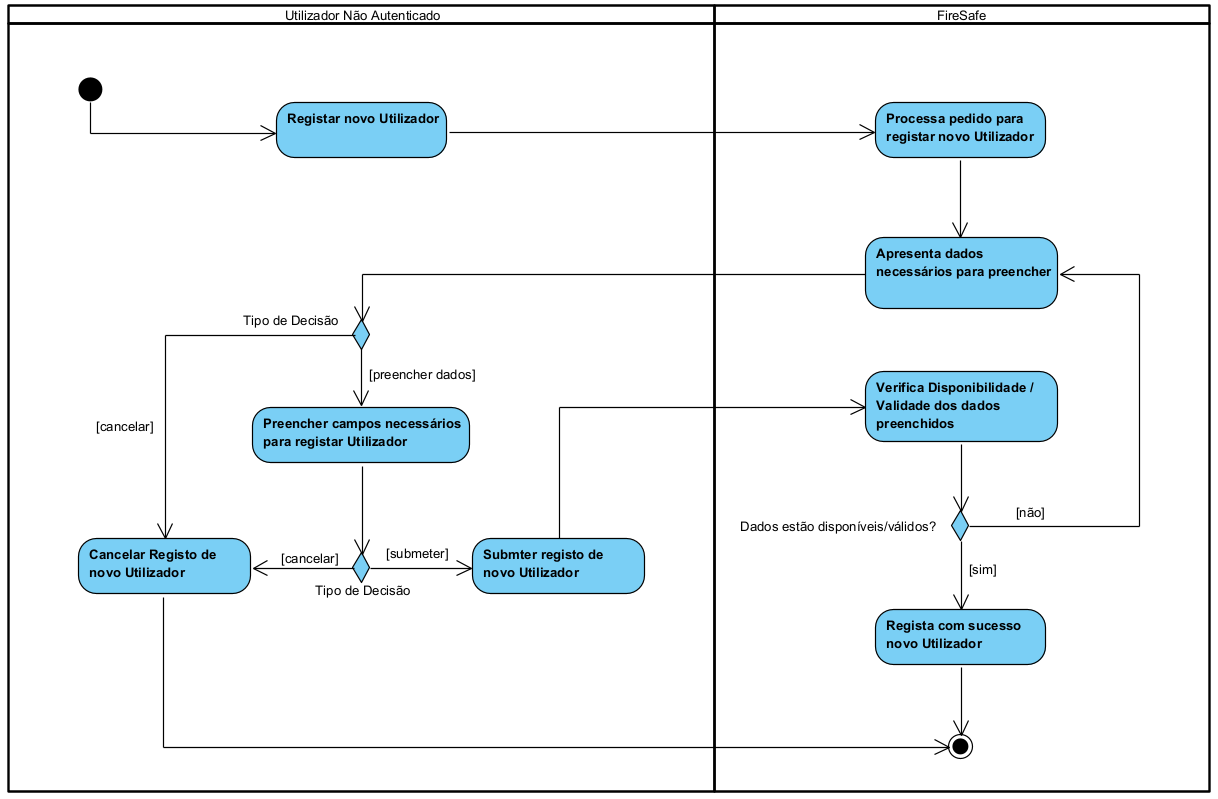 Utilizador Não Autenticado
FireSafe
Registar novo Utilizador
Processa pedido para
registar novo Utilizador
Apresenta dados
necessários para preencher
Tipo de Decisão
[preencher dados]
[cancelar]
Preencher campos necessários
para registar Utilizador
Verifica Disponibilidade /
Validade dos dados
preenchidos
Dados estão disponíveis/válidos?
[não]
[sim]
Cancelar Registo de
novo Utilizador
[cancelar]
[submeter]
Tipo de Decisão
Submter registo de
novo Utilizador
Regista com sucesso
novo Utilizador